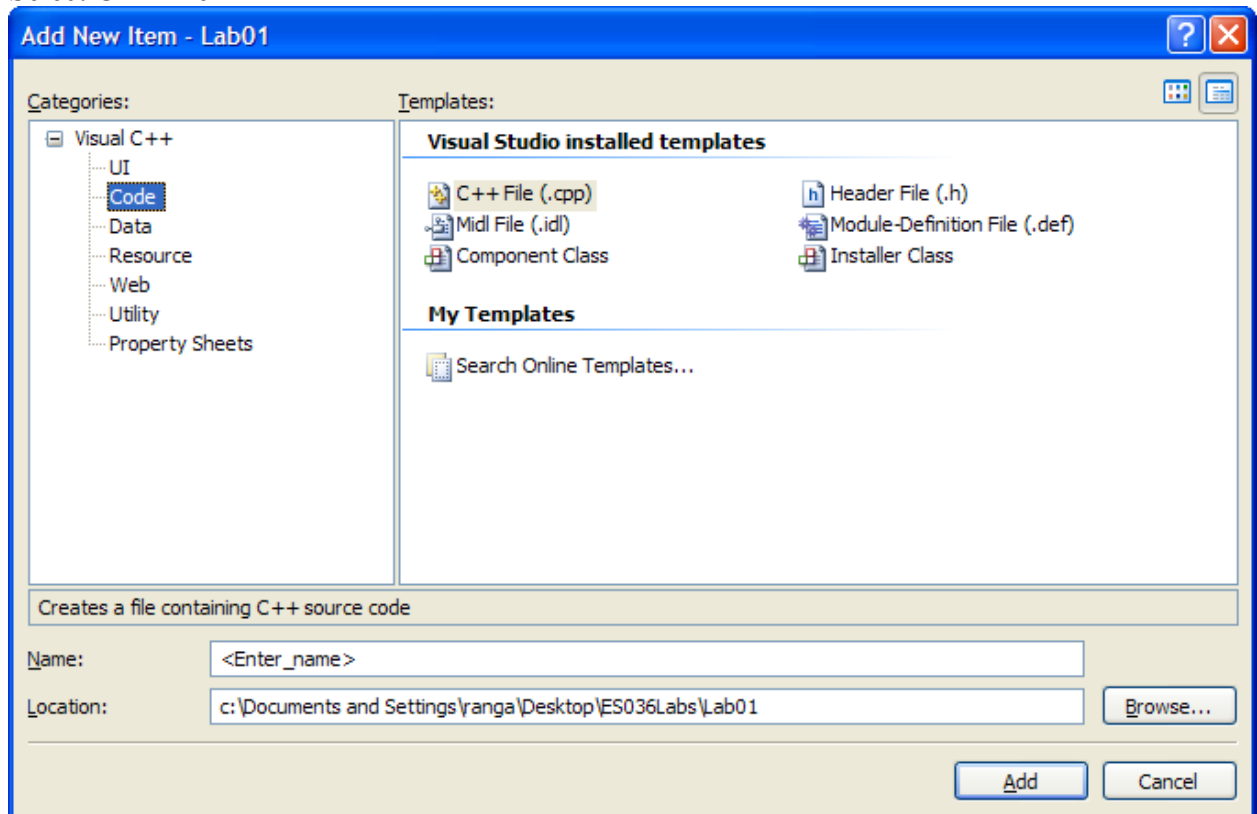 Add New Item - Lab01
Categories:
Templates:
Visual C++
UI
Code
Data
Resource
Web
Utility
Property Sheets
Visual Studio installed templates
C++ File (.cpp)
Header File (.h)
Midl File (.idl)
Module-Definition File (.def)
Component Class
Installer Class
My Templates
Search Online Templates...
Creates a file containing C++ source code
Name:
<Enter_name>
Location:
c:\Documents and Settings\ranga\Desktop\ES036Labs\Lab01
Browse...
Add
Cancel